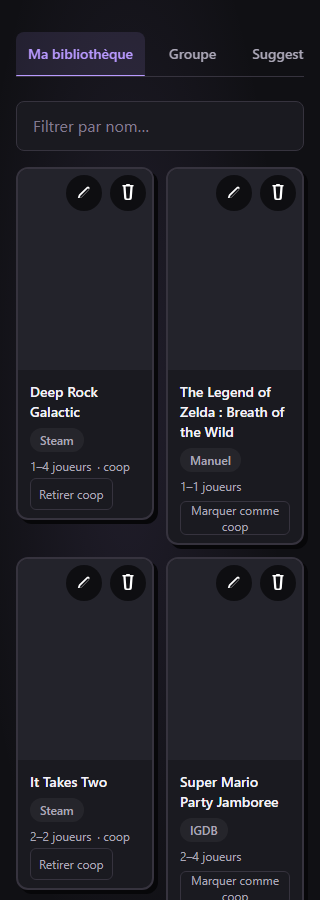 Ma bibliothèque
Groupe
Suggest
Filtrer par nom...
Deep Rock
Galactic
Steam
1–4 joueurs · coop
Retirer coop
The Legend of
Zelda : Breath of
the Wild
Manuel
1–1 joueurs
Marquer comme
coop
It Takes Two
Steam
2–2 joueurs · coop
Retirer coop
Super Mario
Party Jamboree
IGDB
2–4 joueurs
Marquer comme
coop